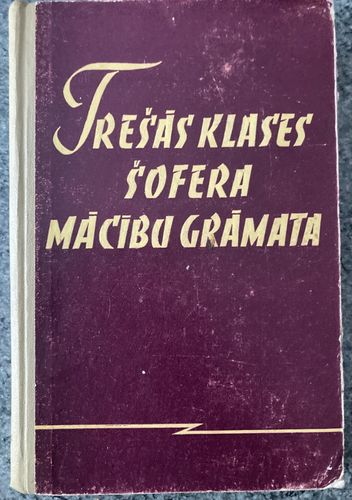 TREŠĀS KLASES
ŠOFERA
MĀCĪBU GRĀMATA